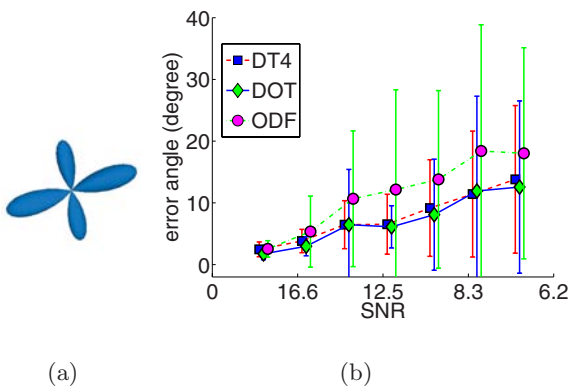 error angle (degree)
40
30
20
10
0
DT4
DOT
ODF
0 16.6 12.5 8.3 6.2
SNR
(a) (b)